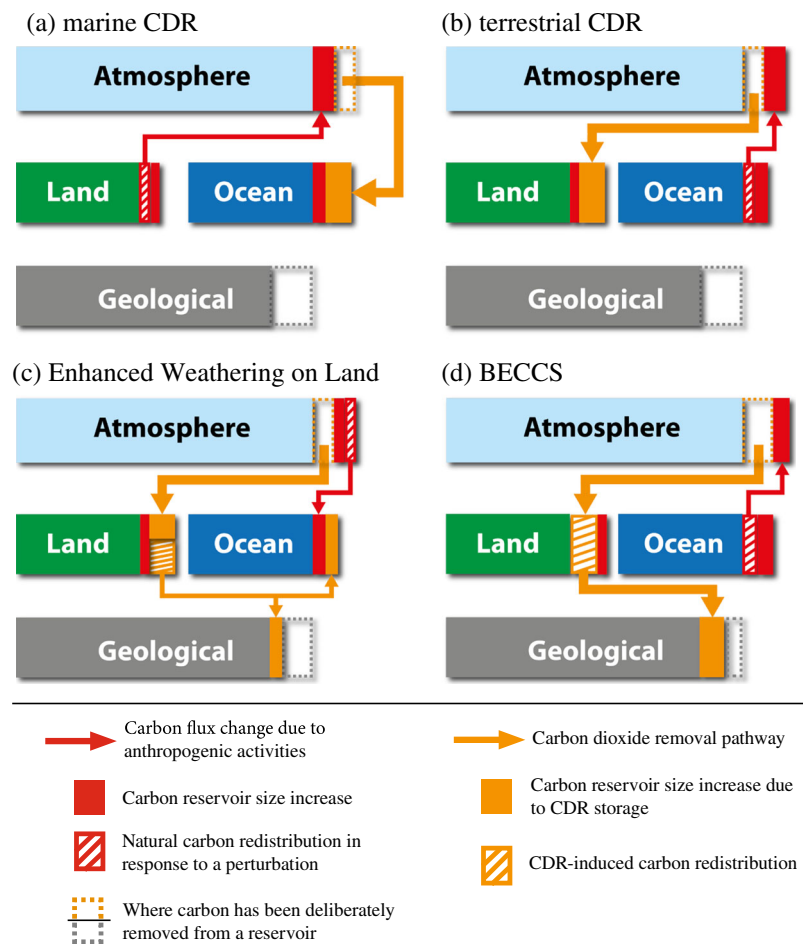 (a) marine CDR
Atmosphere
Land
Ocean
Geological
(b) terrestrial CDR
Atmosphere
Land
Ocean
Geological
(c) Enhanced Weathering on Land
Atmosphere
Land
Ocean
Geological
(d) BECCS
Atmosphere
Land
Ocean
Geological
Carbon flux change due to
anthropogenic activities
Carbon reservoir size increase
Natural carbon redistribution in
response to a perturbation
Where carbon has been deliberately
removed from a reservoir
Carbon dioxide removal pathway
Carbon reservoir size increase due
to CDR storage
CDR-induced carbon redistribution